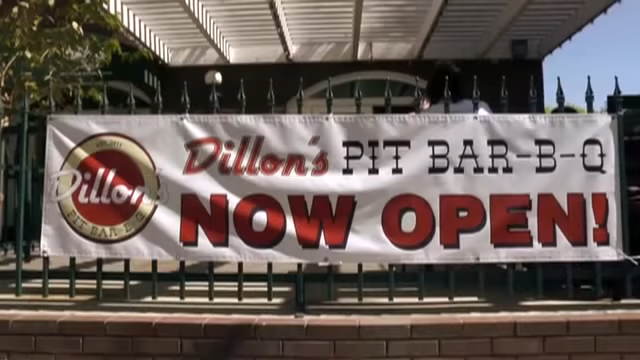 Dillon's PIT BAR-B-Q
NOW OPEN!
Dillon's
PIT BAR-B-Q